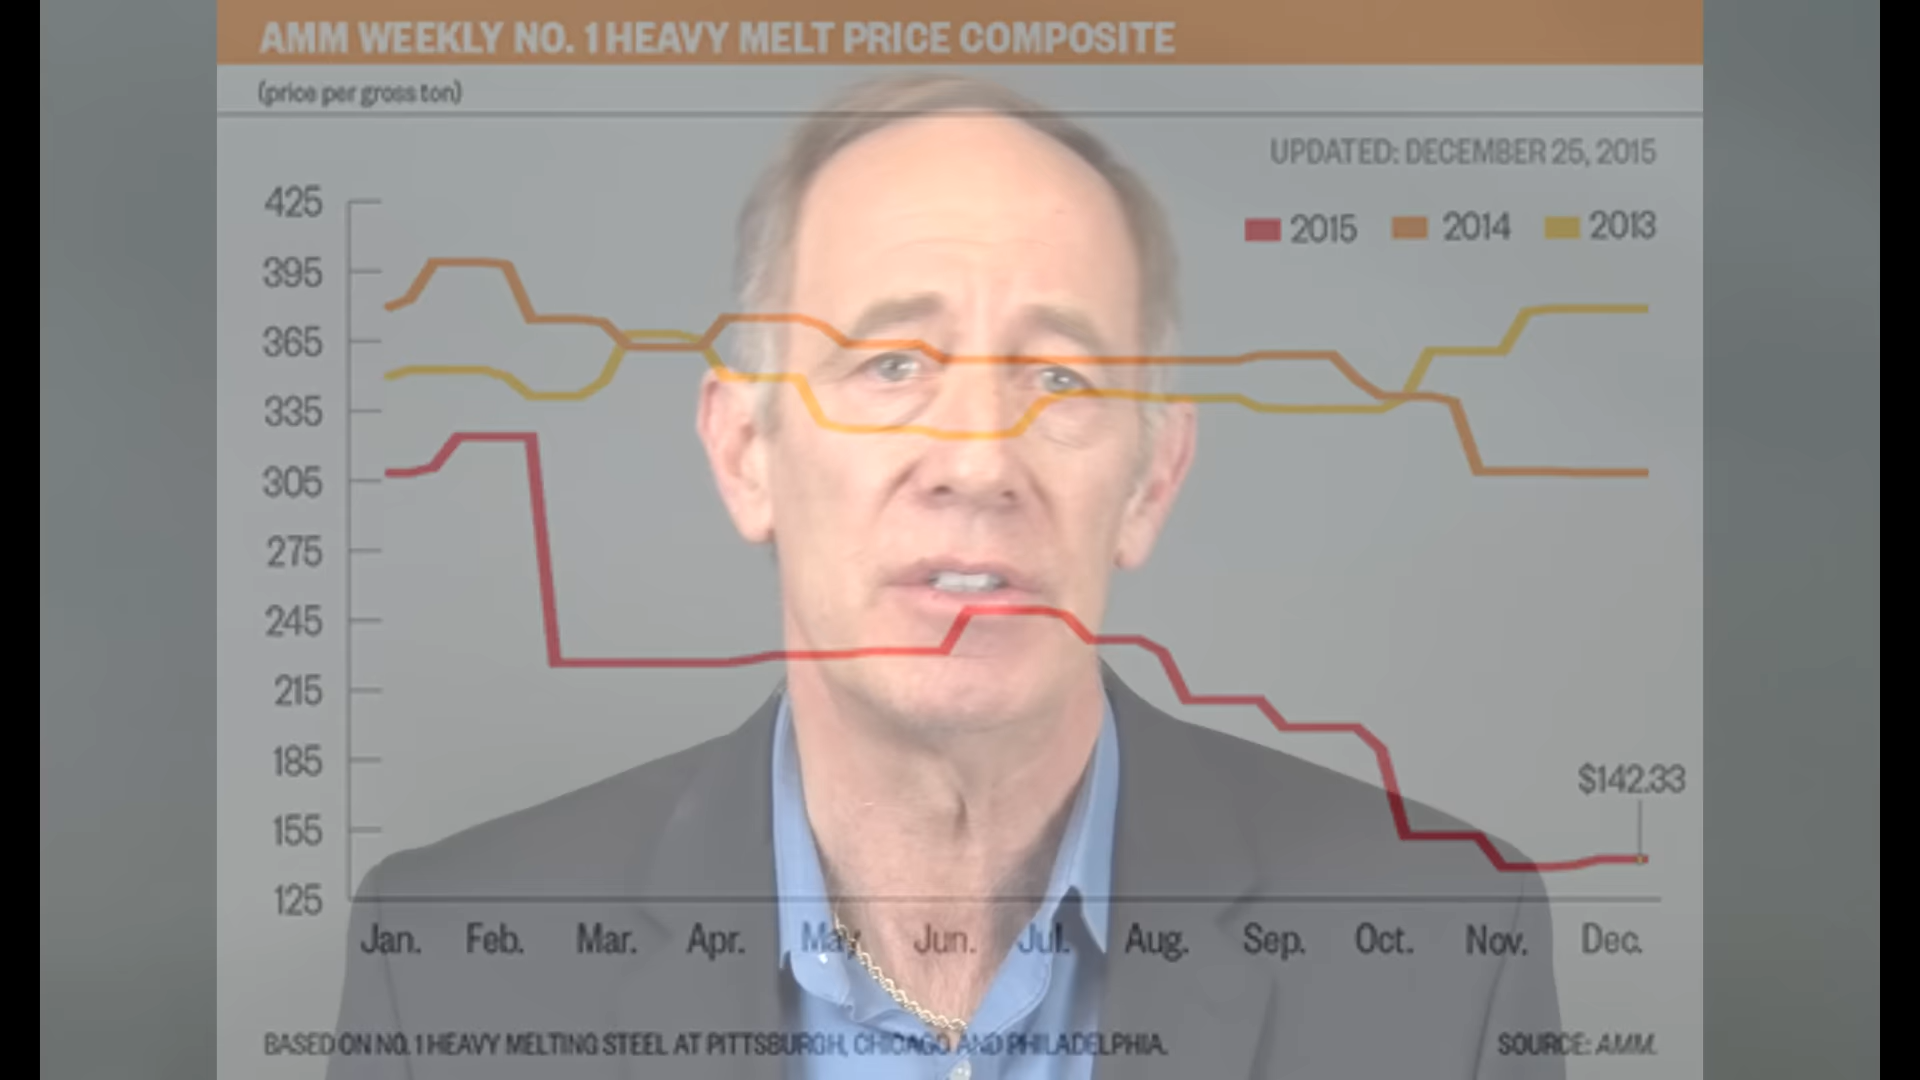 AMM WEEKLY NO. 1 HEAVY MELT PRICE COMPOSITE
(price per gross ton)
UPDATED: DECEMBER 25, 2015
2015 2014 2013
425
395
365
335
305
275
245
215
185
155
125
$142.33
Jan. Feb. Mar. Apr. May Jun. Jul. Aug. Sep. Oct. Nov. Dec.
BASED ON NO. 1 HEAVY MELTING STEEL AT PITTSBURGH, CHICAGO AND PHILADELPHIA.
SOURCE: AMM.